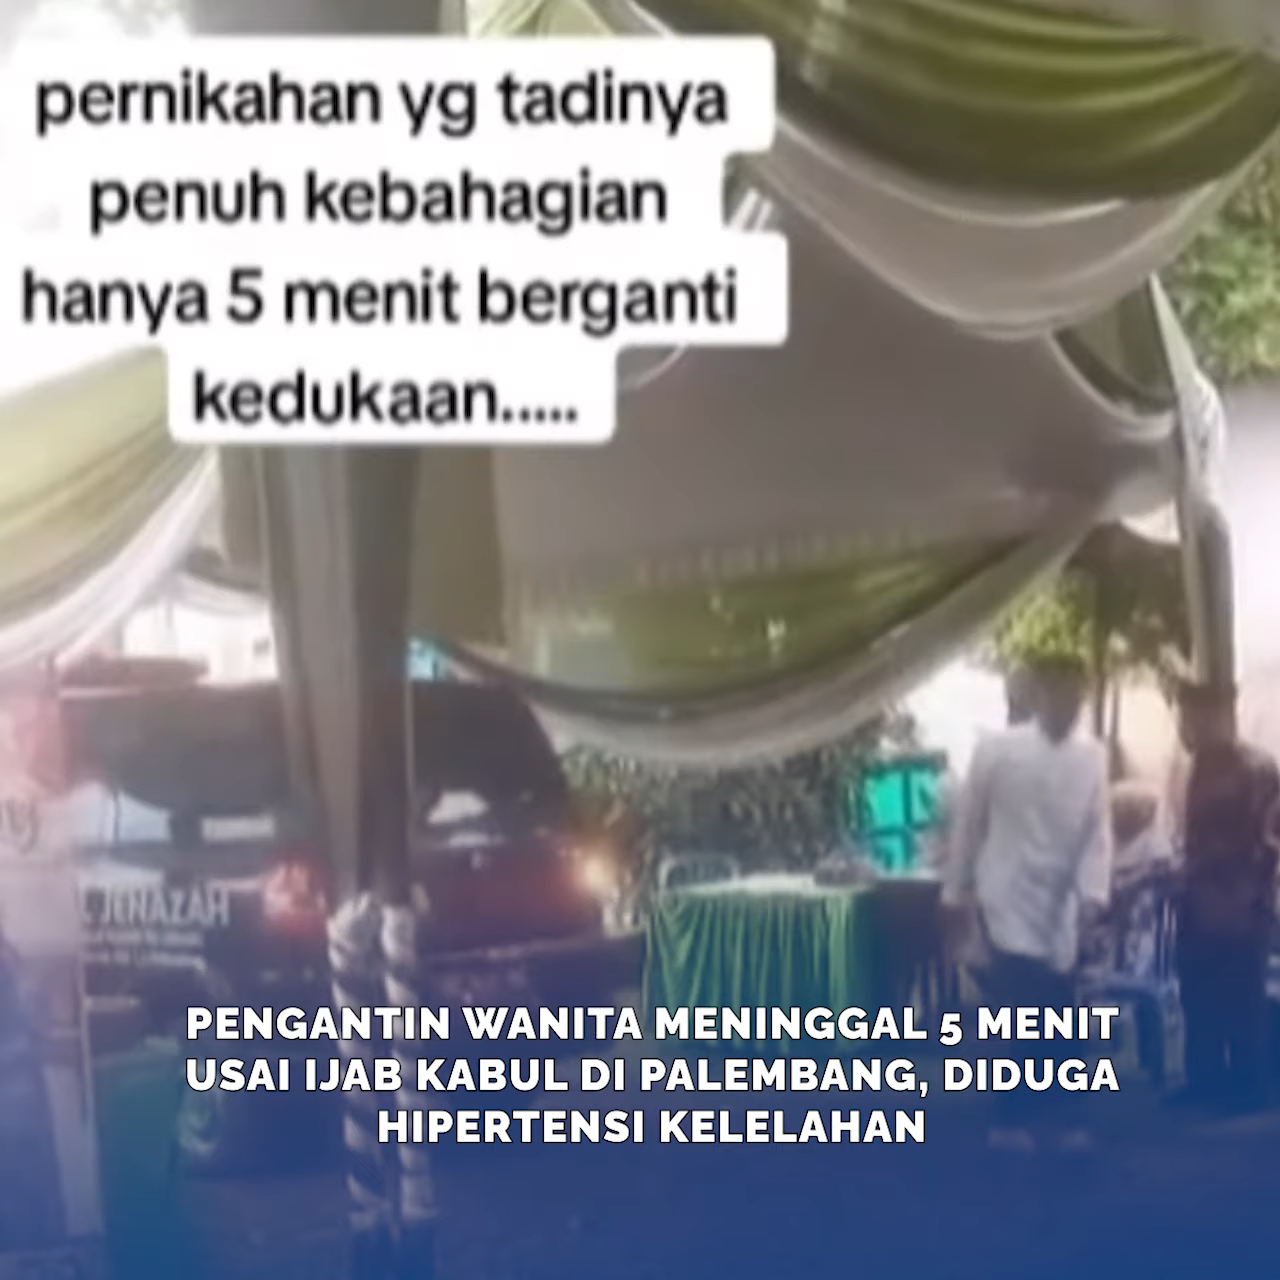 pernikahan yg tadinya
penuh kebahagian
hanya 5 menit berganti
kedukaan.....
JENAZAH
PENGANTIN WANITA MENINGGAL 5 MENIT
USAI IJAB KABUL DI PALEMBANG, DIDUGA
HIPERTENSI KELELAHAN